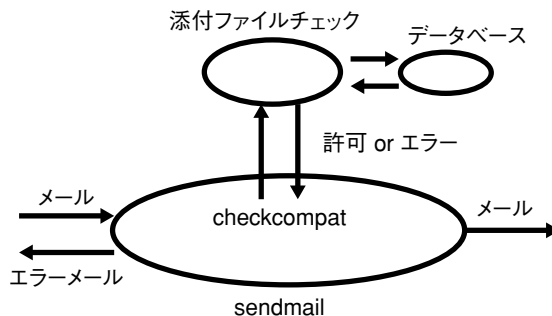 添付ファイルチェック
データベース
許可 or エラー
メール
checkcompat
メール
エラーメール
sendmail